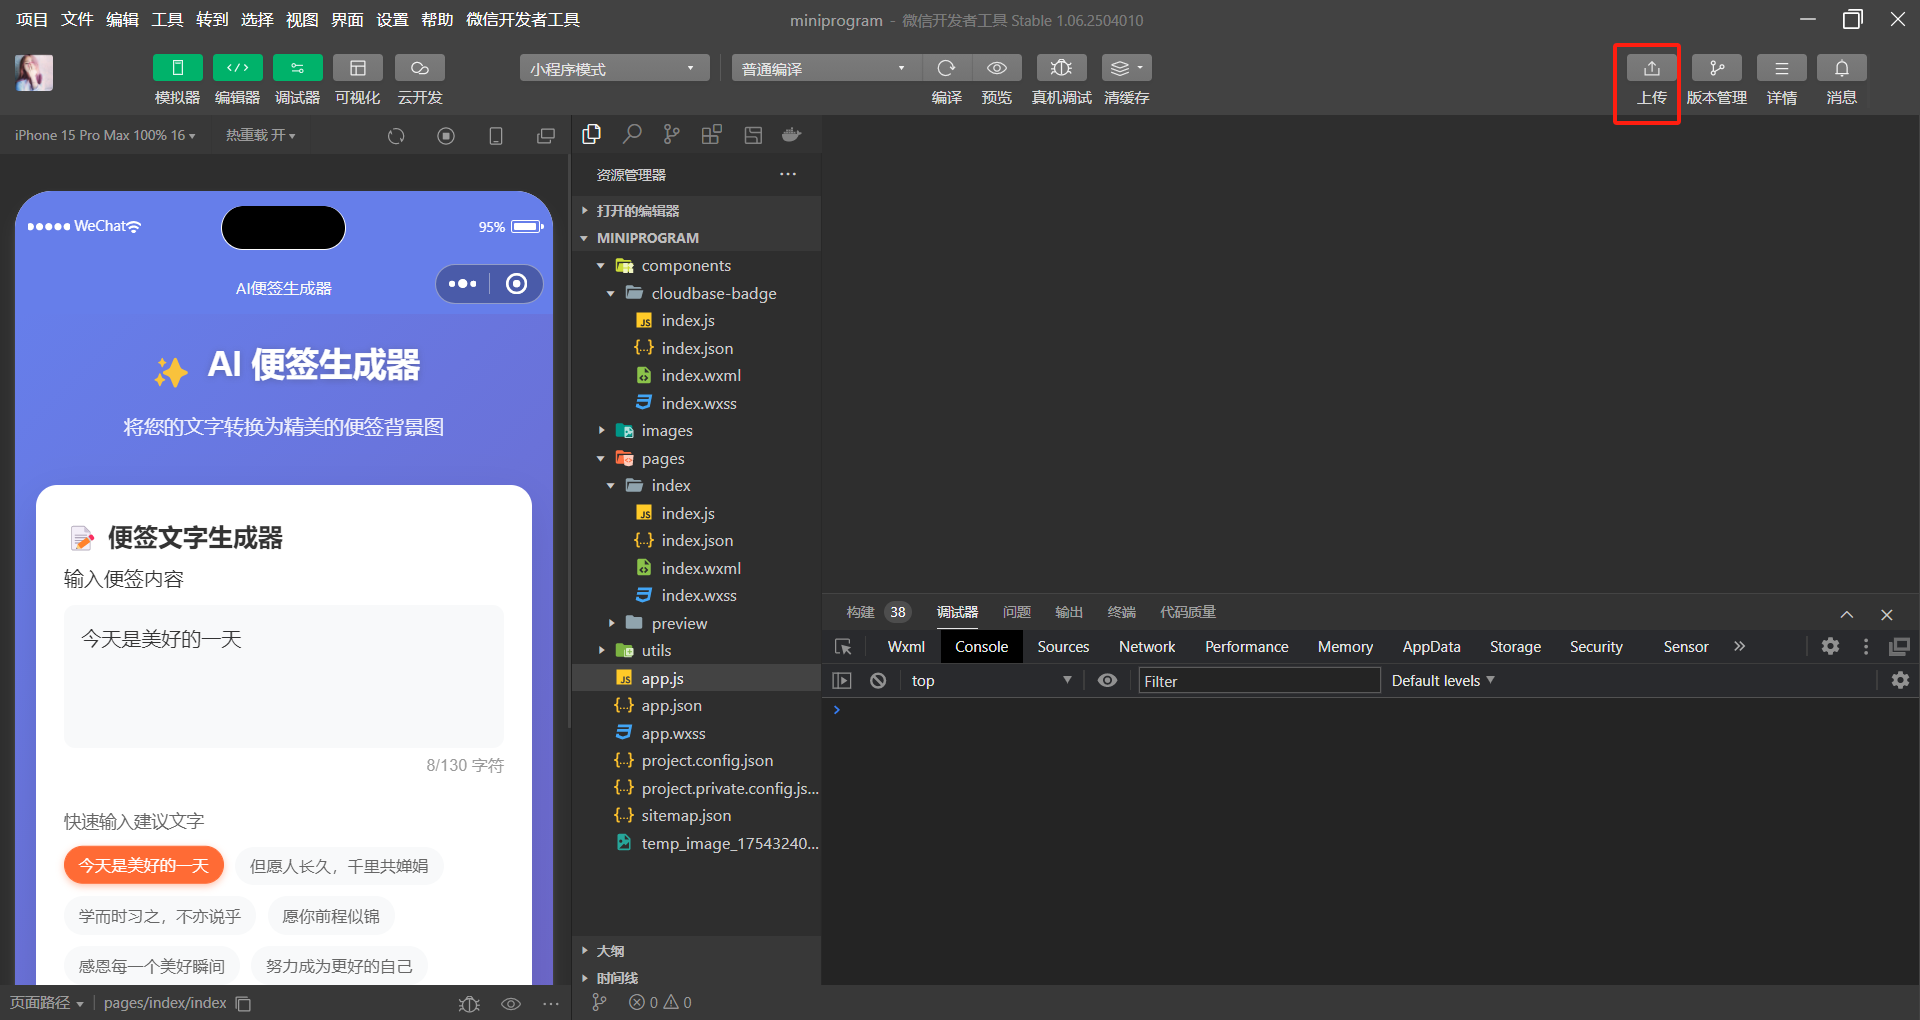 项目 文件 编辑 工具 转到 选择 视图 界面 设置 帮助 微信开发者工具
miniprogram - 微信开发者工具 Stable 1.06.2504010
模拟器 编辑器 调试器 可视化 云开发
小程序模式
普通编译
编译 预览 真机调试 清缓存
上传 版本管理 详情 消息
iPhone 15 Pro Max 100% 16
热重载 开
WeChat
95%
AI便签生成器
AI 便签生成器
将您的文字转换为精美的便签背景图
便签文字生成器
输入便签内容
今天是美好的一天
8/130 字符
快速输入建议文字
今天是美好的一天
但愿人长久，千里共婵娟
学而时习之，不亦说乎
愿你前程似锦
感恩每一个美好瞬间
努力成为更好的自己
页面路径
pages/index/index
资源管理器
打开的编辑器
MINIPROGRAM
components
cloudbase-badge
index.js
index.json
index.wxml
index.wxss
images
pages
index
index.js
index.json
index.wxml
index.wxss
preview
utils
app.js
app.json
app.wxss
project.config.json
project.private.config.js...
sitemap.json
temp_image_17543240...
大纲
时间线
0 0
构建 38 调试器 问题 输出 终端 代码质量
Wxml Console Sources Network Performance Memory AppData Storage Security Sensor
top
Filter
Default levels